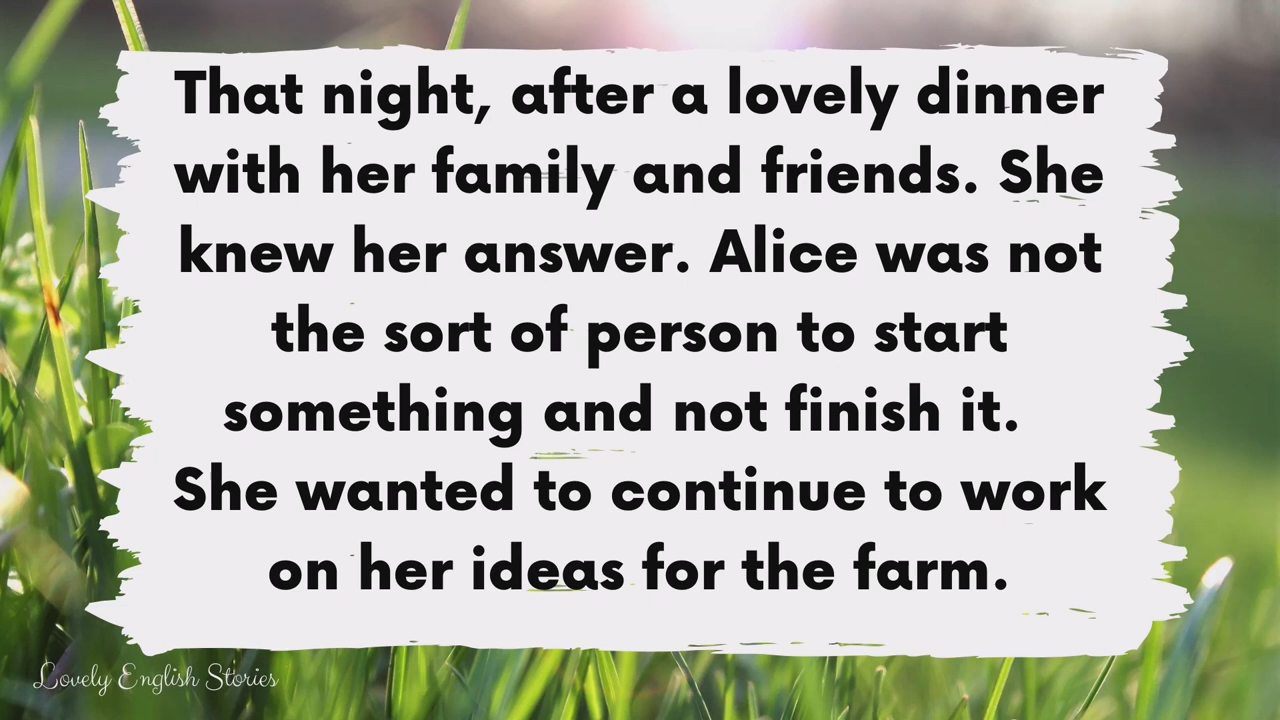 That night, after a lovely dinner
with her family and friends. She
knew her answer. Alice was not
the sort of person to start
something and not finish it.
She wanted to continue to work
on her ideas for the farm.
Lovely English Stories